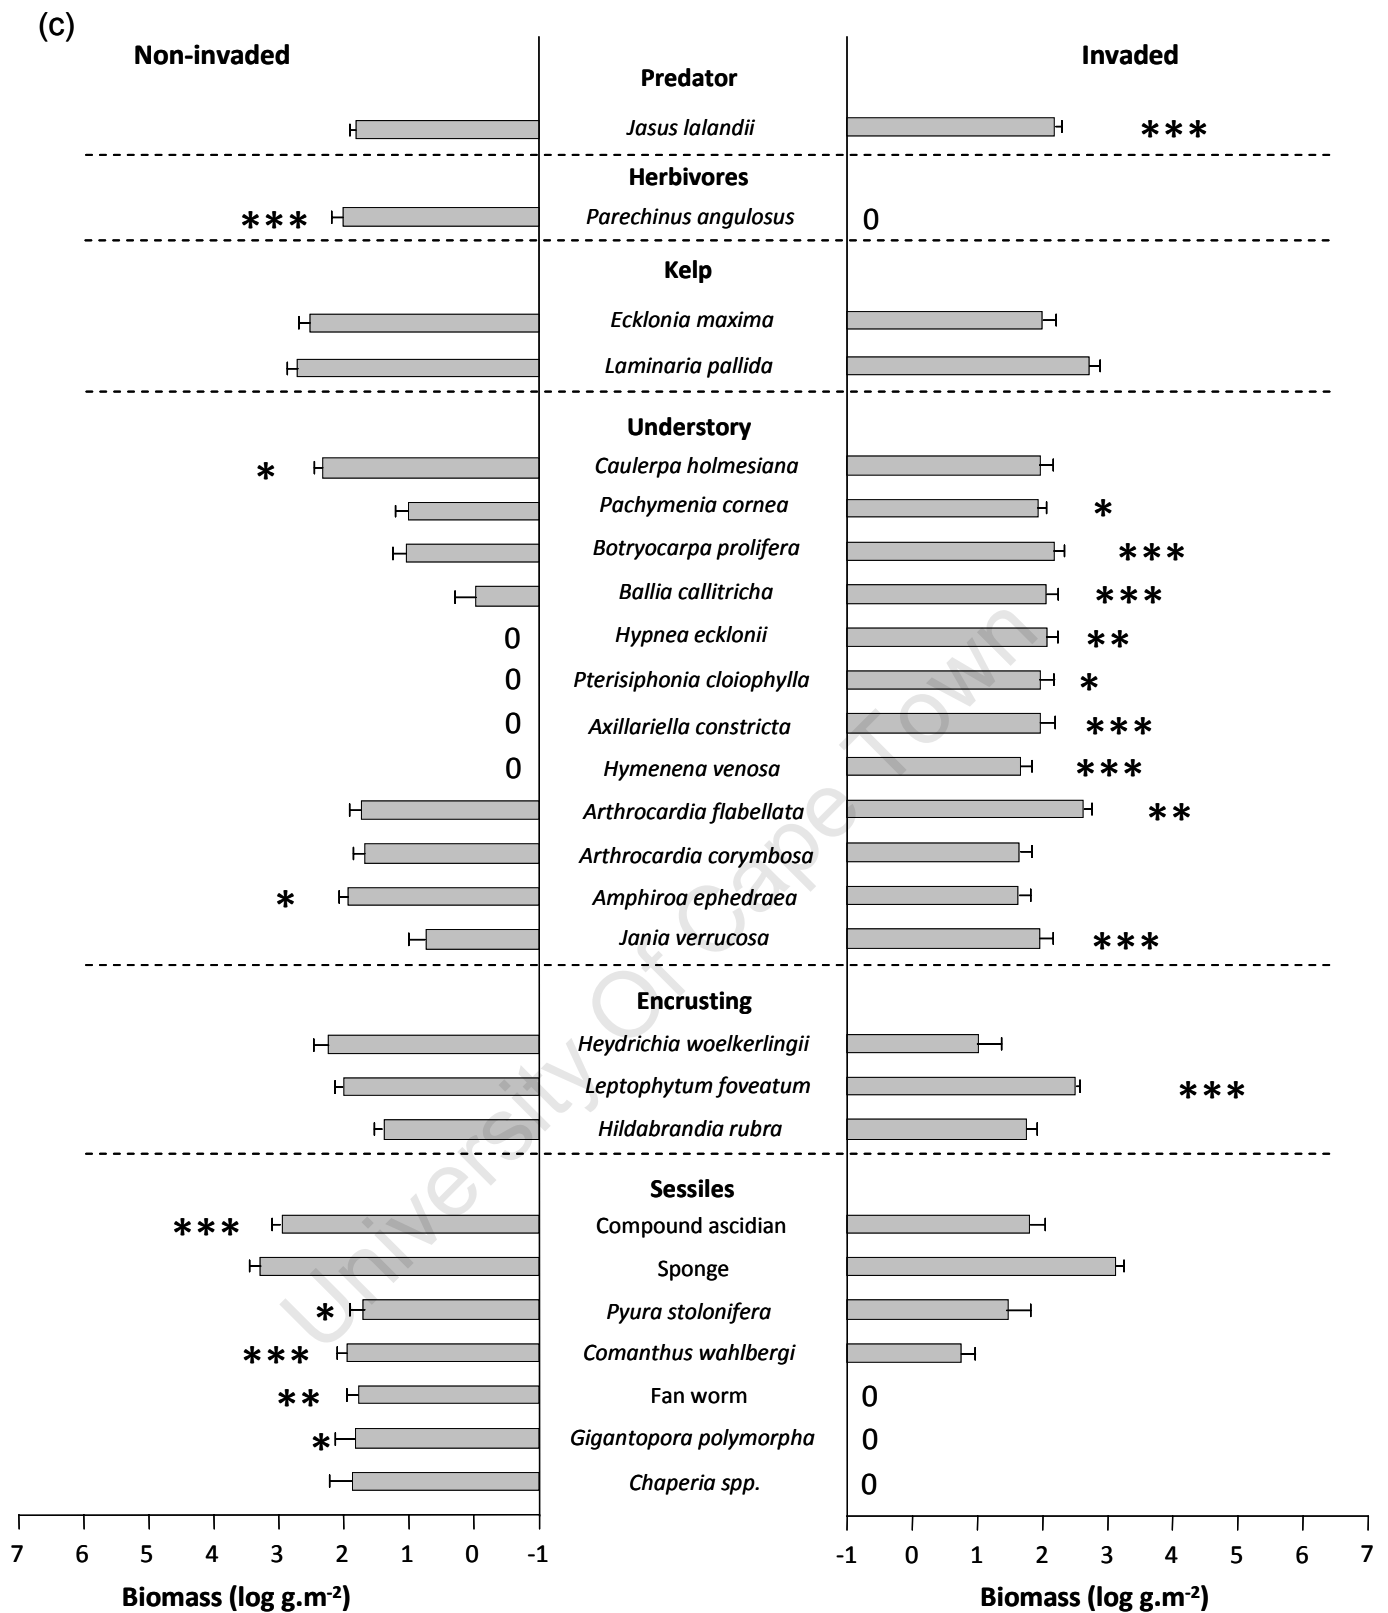 (c)
Non-invaded
Invaded
Predator
Jasus lalandii ***
Herbivores
*** Parechinus angulosus 0
Kelp
Ecklonia maxima
Laminaria pallida
Understory
* Caulerpa holmesiana
Pachymenia cornea *
Botryocarpa prolifera ***
Ballia callitricha ***
0 Hypnea ecklonii **
0 Pterisiphonia cloiophylla *
0 Axillariella constricta ***
0 Hymenena venosa ***
Arthrocardia flabellata **
Arthrocardia corymbosa
* Amphiroa ephedraea
Jania verrucosa ***
Encrusting
Heydrichia woelkerlingii
Leptophytum foveatum ***
Hildabrandia rubra
Sessiles
*** Compound ascidian
Sponge
* Pyura stolonifera
*** Comanthus wahlbergi
** Fan worm 0
* Gigantopora polymorpha 0
Chaperia spp. 0
7 6 5 4 3 2 1 0 -1 -1 0 1 2 3 4 5 6 7
Biomass (log g.m-2) Biomass (log g.m-2)
University Of Cape Town